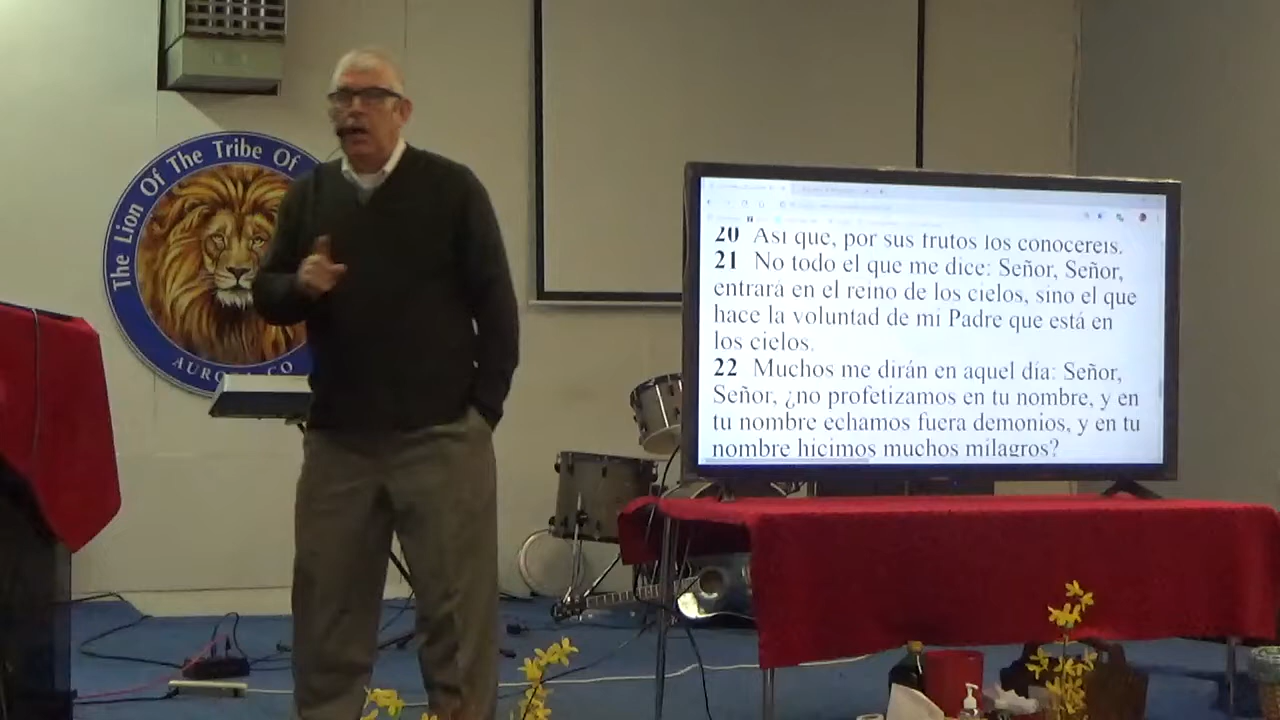 The Lion Of The Tribe Of
AURO CO
20 Así que, por sus frutos los conoceréis.
21 No todo el que me dice: Señor, Señor,
entrará en el reino de los cielos, sino el que
hace la voluntad de mi Padre que está en
los cielos.
22 Muchos me dirán en aquel día: Señor,
Señor, ¿no profetizamos en tu nombre, y en
tu nombre echamos fuera demonios, y en tu
nombre hicimos muchos milagros?